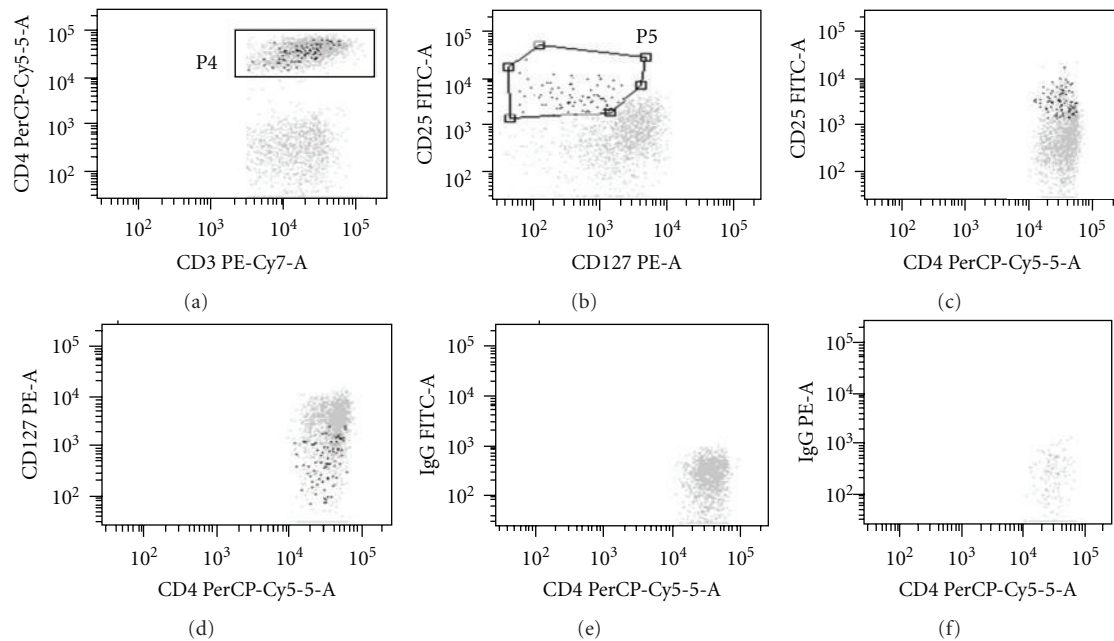 10^5
10^4
10^3
10^2
CD4 PerCP-Cy5-5-A
P4
10^2 10^3 10^4 10^5
CD3 PE-Cy7-A
(a)
10^5
10^4
10^3
10^2
CD25 FITC-A
P5
10^2 10^3 10^4 10^5
CD127 PE-A
(b)
10^5
10^4
10^3
10^2
CD25 FITC-A
10^2 10^3 10^4 10^5
CD4 PerCP-Cy5-5-A
(c)
10^5
10^4
10^3
10^2
CD127 PE-A
10^2 10^3 10^4 10^5
CD4 PerCP-Cy5-5-A
(d)
10^5
10^4
10^3
10^2
IgG FITC-A
10^2 10^3 10^4 10^5
CD4 PerCP-Cy5-5-A
(e)
10^5
10^4
10^3
10^2
IgG PE-A
10^2 10^3 10^4 10^5
CD4 PerCP-Cy5-5-A
(f)